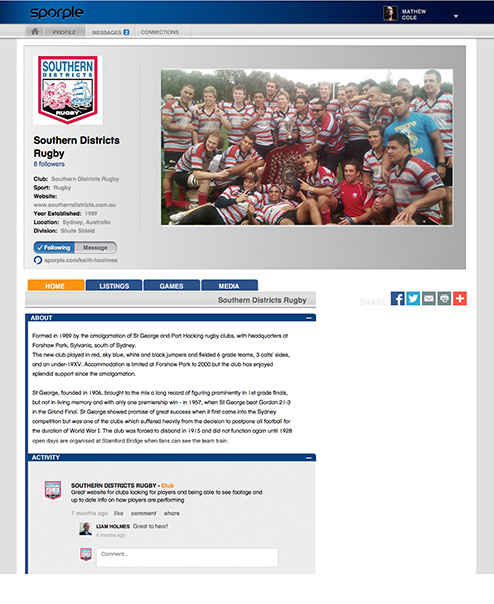 sporple
MATHEW
COLE
PROFILE MESSAGES 2 CONNECTIONS
SOUTHERN
DISTRICTS
RUGBY
Southern Districts
Rugby
8 followers
Club: Southern Districts Rugby
Sport: Rugby
Website:
www.southerndistricts.com.au
Year Established: 1989
Location: Sydney, Australia
Division: Shute Shield
Following Message
sporple.com/keith-hoolmes
HOME LISTINGS GAMES MEDIA
Southern Districts Rugby
SHARE
ABOUT
Formed in 1989 by the amalgamation of St George and Port Hacking rugby clubs, with headquarters at
Forshaw Park, Sylvania, south of Sydney.
The new club played in red, sky blue, white and black jumpers and fielded 6 grade teams, 3 colts' sides,
and an under-19XV. Accommodation is limited at Forshaw Park to 2000 but the club has enjoyed
splendid support since the amalgamation.
St George, founded in 1906, brought to the mix a long record of figuring prominently in 1st grade finals,
but not in living memory and with only one premiership win - in 1957, when St George beat Gordon 21-3
in the Grand Final. St George showed promise of great success when it first came into the Sydney
competition but was one of the clubs which suffered heavily from the decision to postpone all football for
the duration of World War I. The club was forced to disband in 1915 and did not function again until 1928
open days are organised at Stamford Bridge when fans can see the team train.
ACTIVITY
SOUTHERN DISTRICTS RUGBY - Club
Great website for clubs looking for players and being able to see footage and
up to date info on how players are performing
7 months ago like comment share
LIAM HOLMES Great to hear!
6 months ago
Comment...